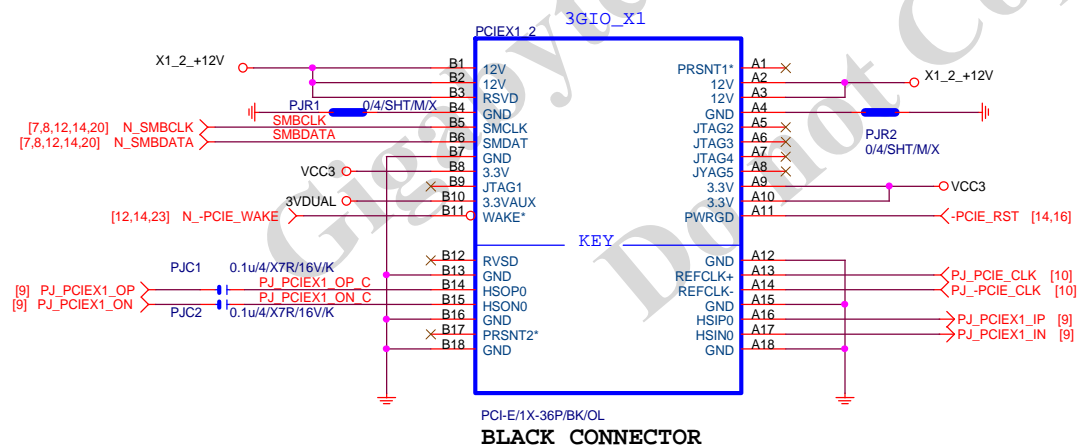 3GIO_X1
PCIEX1_2
X1_2_+12V
B1 12V
B2 12V
B3 RSVD
PJR1 0/4/SHT/M/X B4 GND
[7,8,12,14,20] N_SMBCLK SMBCLK B5 SMCLK
[7,8,12,14,20] N_SMBDATA SMBDATA B6 SMDAT
B7 GND
VCC3 B8 3.3V
B9 JTAG1
3VDUAL B10 3.3VAUX
[12,14,23] N_-PCIE_WAKE B11 WAKE*
KEY
B12 RVSD
B13 GND
PJC1 0.1u/4/X7R/16V/K
[9] PJ_PCIEX1_OP PJ_PCIEX1_OP_C B14 HSOP0
[9] PJ_PCIEX1_ON PJ_PCIEX1_ON_C B15 HSON0
PJC2 0.1u/4/X7R/16V/K
B16 GND
B17 PRSNT2*
B18 GND
PRSNT1* A1
12V A2 X1_2_+12V
12V A3
GND A4
PJR2
0/4/SHT/M/X
JTAG2 A5
JTAG3 A6
JTAG4 A7
JYAG5 A8
3.3V A9 VCC3
3.3V A10
PWRGD A11 -PCIE_RST [14,16]
GND A12
REFCLK+ A13 PJ_PCIE_CLK [10]
REFCLK- A14 PJ_-PCIE_CLK [10]
GND A15
HSIP0 A16 PJ_PCIEX1_IP [9]
HSIN0 A17 PJ_PCIEX1_IN [9]
GND A18
PCI-E/1X-36P/BK/OL
BLACK CONNECTOR
Gigabyte
Do not Co